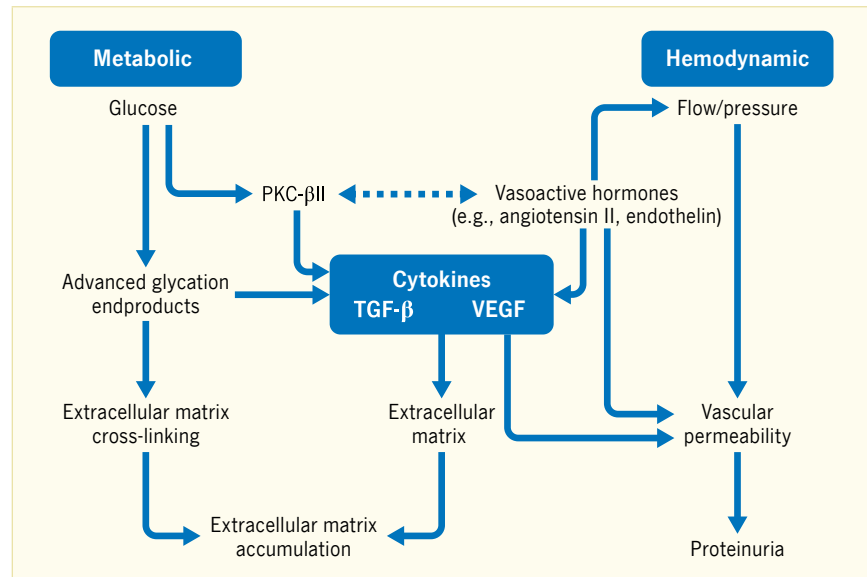 Metabolic
Hemodynamic
Glucose
Flow/pressure
PKC-βII
Vasoactive hormones
(e.g., angiotensin II, endothelin)
Advanced glycation
endproducts
Cytokines
TGF-β VEGF
Extracellular matrix
cross-linking
Extracellular
matrix
Vascular
permeability
Extracellular matrix
accumulation
Proteinuria